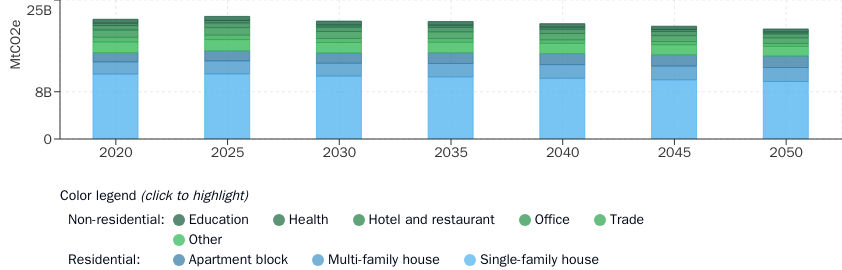 25B
MtCO2e
8B
0
2020 2025 2030 2035 2040 2045 2050
Color legend (click to highlight)
Non-residential: Education Health Hotel and restaurant Office Trade
Other
Residential: Apartment block Multi-family house Single-family house